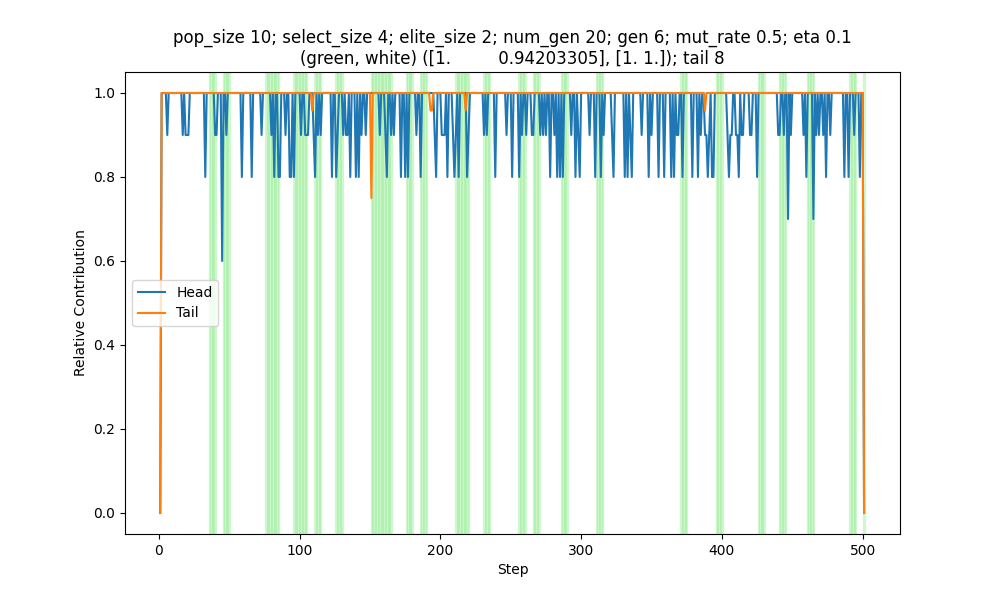 pop_size 10; select_size 4; elite_size 2; num_gen 20; gen 6; mut_rate 0.5; eta 0.1
(green, white) ([1.         0.94203305], [1. 1.]); tail 8
1.0
0.8
0.6
0.4
0.2
0.0
Relative Contribution
Head
Tail
0
100
200
300
400
500
Step